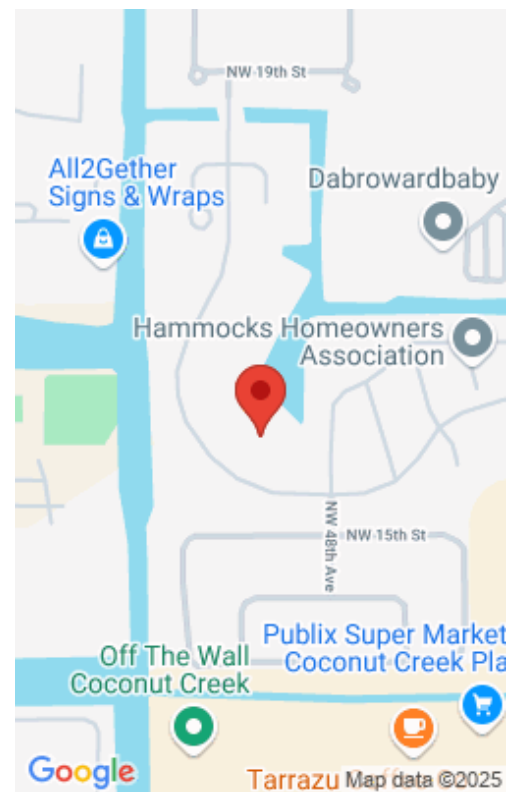 NW 19th St
All2Gether
Signs & Wraps
Dabrowardbaby
Hammocks Homeowners
Association
NW 48th Ave
NW 15th St
Publix Super Market
Coconut Creek Pla
Off The Wall
Coconut Creek
Google
Tarrazu
Map data ©2025